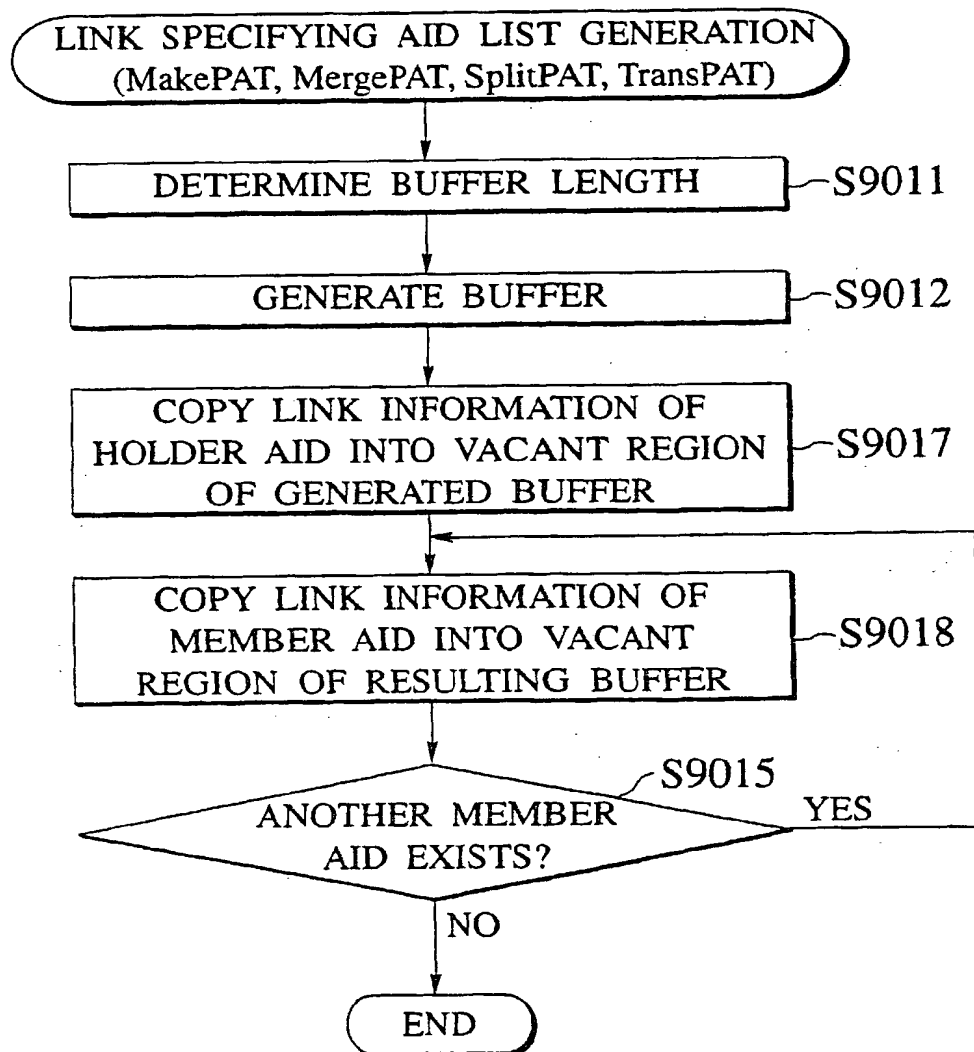 LINK SPECIFYING AID LIST GENERATION
(MakePAT, MergePAT, SplitPAT, TransPAT)
DETERMINE BUFFER LENGTH
S9011
GENERATE BUFFER
S9012
COPY LINK INFORMATION OF
HOLDER AID INTO VACANT REGION
OF GENERATED BUFFER
S9017
COPY LINK INFORMATION OF
MEMBER AID INTO VACANT
REGION OF RESULTING BUFFER
S9018
S9015
ANOTHER MEMBER
AID EXISTS?
YES
NO
END